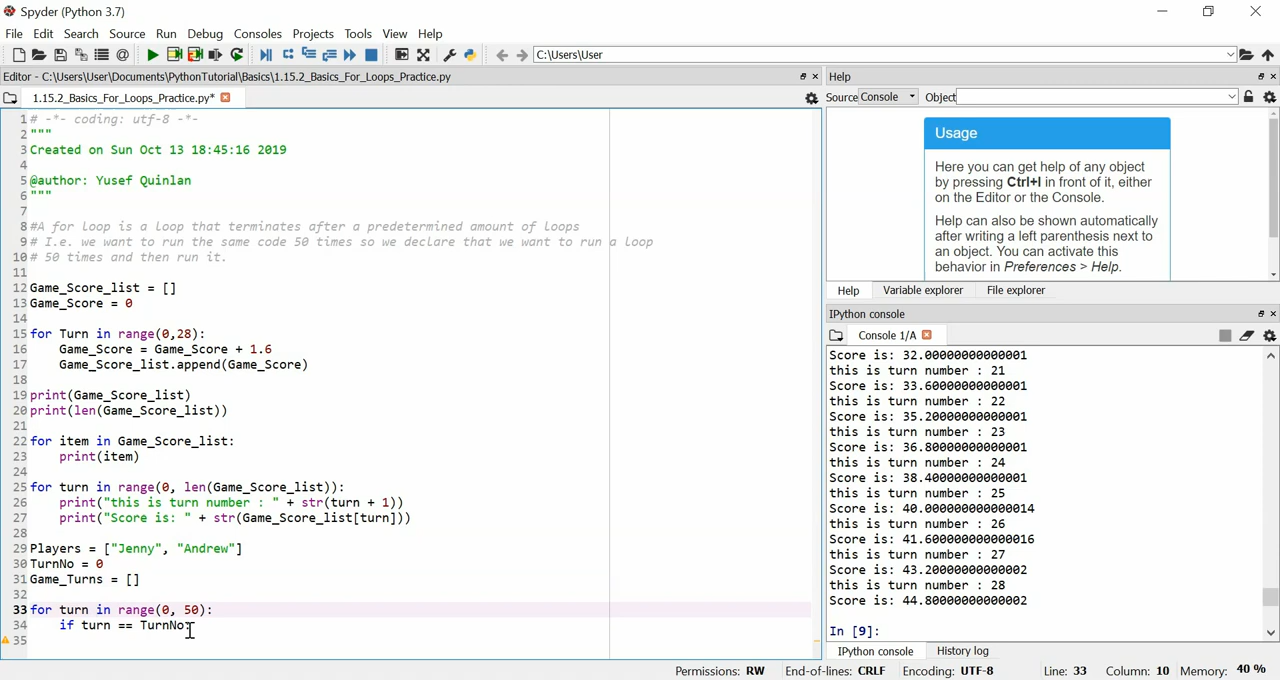 Spyder (Python 3.7)
File Edit Search Source Run Debug Consoles Projects Tools View Help
C:\Users\User
Editor - C:\Users\User\Documents\PythonTutorial\Basics\1.15.2_Basics_For_Loops_Practice.py
1.15.2_Basics_For_Loops_Practice.py*
1 # -*- coding: utf-8 -*-
2 """
3 Created on Sun Oct 13 18:45:16 2019
4
5 @author: Yusef Quinlan
6 """
7
8 #A for loop is a loop that terminates after a predetermined amount of loops
9 # I.e. we want to run the same code 50 times so we declare that we want to run a loop
10 # 50 times and then run it.
11
12 Game_Score_list = []
13 Game_Score = 0
14
15 for Turn in range(0,28):
16     Game_Score = Game_Score + 1.6
17     Game_Score_list.append(Game_Score)
18
19 print(Game_Score_list)
20 print(len(Game_Score_list))
21
22 for item in Game_Score_list:
23     print(item)
24
25 for turn in range(0, len(Game_Score_list)):
26     print("this is turn number : " + str(turn + 1))
27     print("Score is: " + str(Game_Score_list[turn]))
28
29 Players = ["Jenny", "Andrew"]
30 TurnNo = 0
31 Game_Turns = []
32
33 for turn in range(0, 50):
34     if turn == TurnNo:
35
Help
Source Console Object
Usage
Here you can get help of any object
by pressing Ctrl+I in front of it, either
on the Editor or the Console.
Help can also be shown automatically
after writing a left parenthesis next to
an object. You can activate this
behavior in Preferences > Help.
Help Variable explorer File explorer
IPython console
Console 1/A
Score is: 32.00000000000001
this is turn number : 21
Score is: 33.60000000000001
this is turn number : 22
Score is: 35.20000000000001
this is turn number : 23
Score is: 36.80000000000001
this is turn number : 24
Score is: 38.40000000000001
this is turn number : 25
Score is: 40.000000000000014
this is turn number : 26
Score is: 41.600000000000016
this is turn number : 27
Score is: 43.20000000000002
this is turn number : 28
Score is: 44.80000000000002
In [9]:
IPython console History log
Permissions: RW End-of-lines: CRLF Encoding: UTF-8 Line: 33 Column: 10 Memory: 40 %